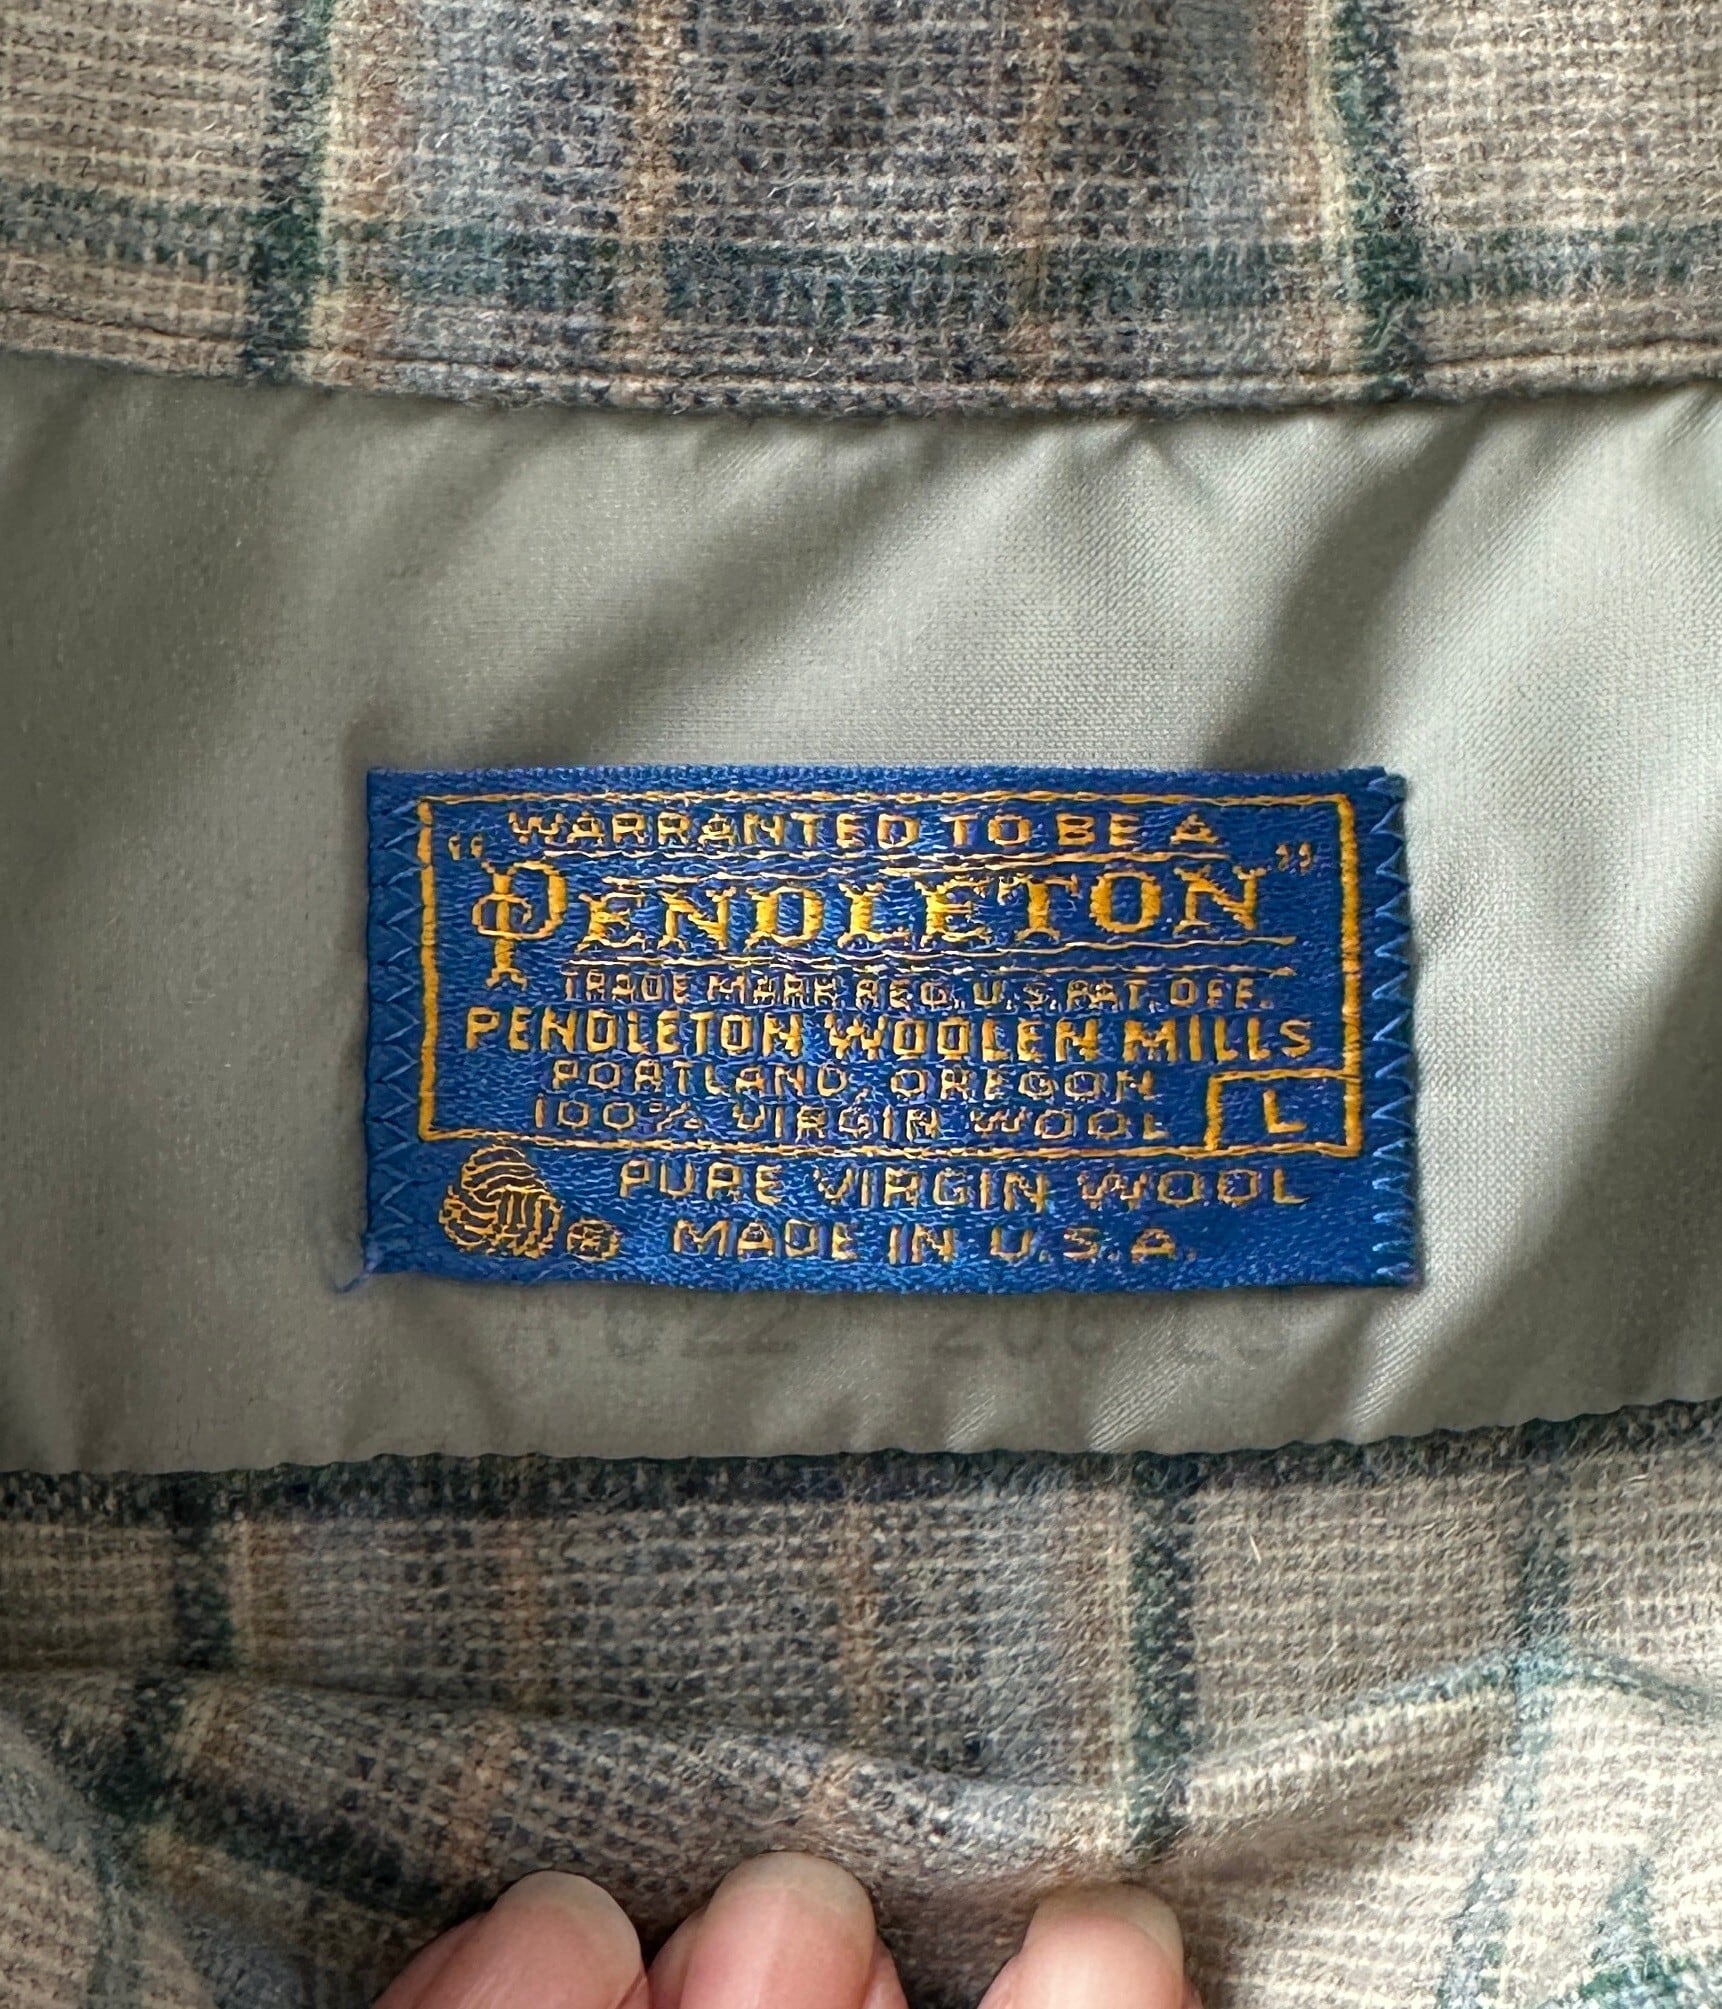 WARRANTED TO BE A
"PENDLETON"
TRADE MARK REG. U.S. PAT. OFF.
PENDLETON WOOLEN MILLS
PORTLAND, OREGON
100% VIRGIN WOOL L
PURE VIRGIN WOOL
® MADE IN U.S.A.